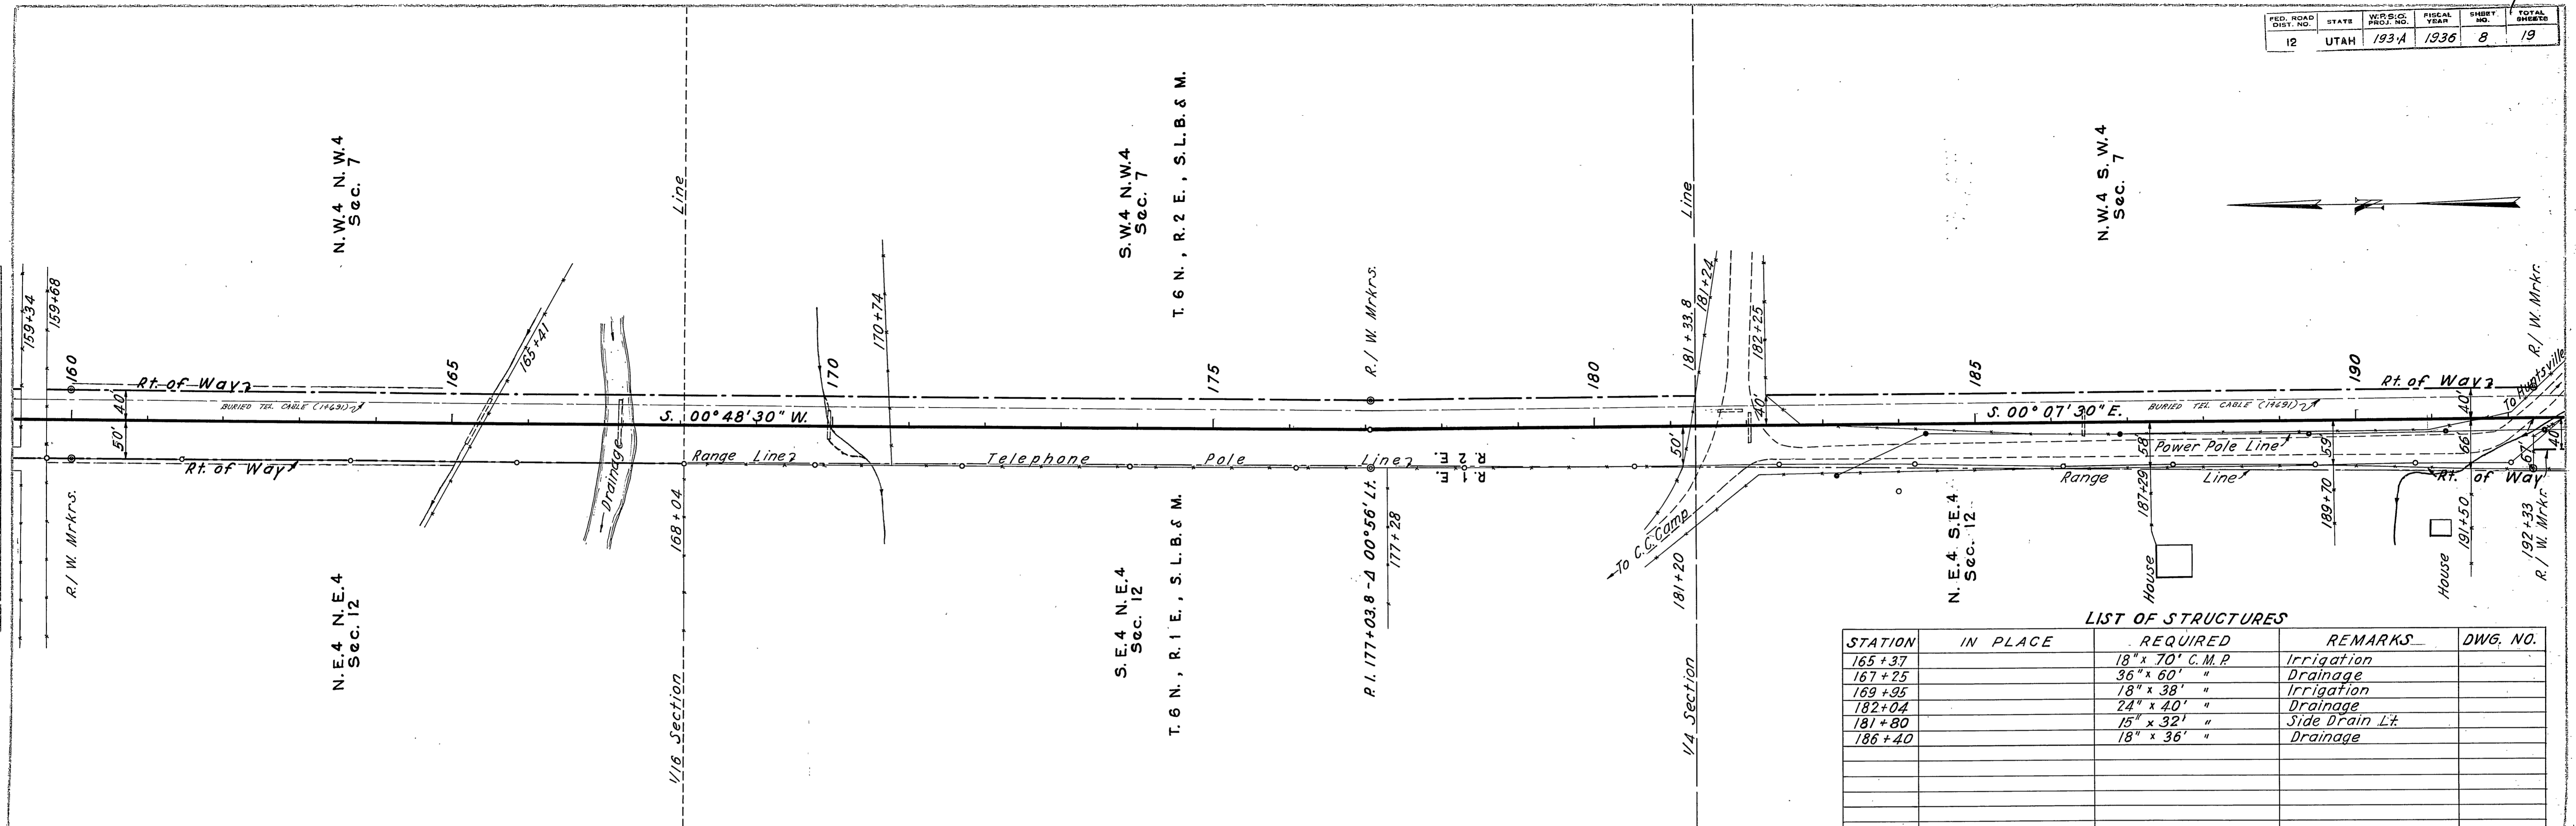 FED. ROAD DIST. NO. STATE W.P.S.O. PROJ. NO. FISCAL YEAR SHEET NO. TOTAL SHEETS
12 UTAH 193-A 1936 8 19
N.W.4 N.W.4
Sec. 7
S.W.4 N.W.4
Sec. 7
T. 6 N., R. 2 E., S.L.B. & M.
N.W.4 S.W.4
Sec. 7
N
Line
Line
159+34
159+68
160
165
165+41
170
170+74
175
R./W. Mrkrs.
180
181+33.8
181+24
182+25
185
190
R./W. Mrkr.
To Huntsville
Rt. of Way
Rt. of Way
40'
50'
BURIED TEL. CABLE (14691)
S. 00° 48' 30" W.
40'
50'
S. 00° 07' 30" E.
BURIED TEL. CABLE (14691)
40'
58'
Power Pole Line
59'
66'
67'
40'
Rt. of Way
Drainage
Range Line
Telephone Pole Line
R. 2 E.
R. 1 E.
Range Line
Rt. of Way
R./W. Mrkrs.
168+04
P.I. 177+03.8 - Δ 00° 56' Lt.
177+28
To C.C. Camp
181+20
187+29
House
189+70
House
191+50
192+33
R./W. Mrkr.
N.E.4 N.E.4
Sec. 12
1/16 Section
S.E.4 N.E.4
Sec. 12
T. 6 N., R. 1 E., S.L.B. & M.
1/4 Section
N.E.4 S.E.4
Sec. 12
LIST OF STRUCTURES
STATION IN PLACE REQUIRED REMARKS DWG. NO.
165+37 18" x 70' C.M.P. Irrigation
167+25 36" x 60' " Drainage
169+95 18" x 38' " Irrigation
182+04 24" x 40' " Drainage
181+80 15" x 32' " Side Drain Lt.
186+40 18" x 36' " Drainage